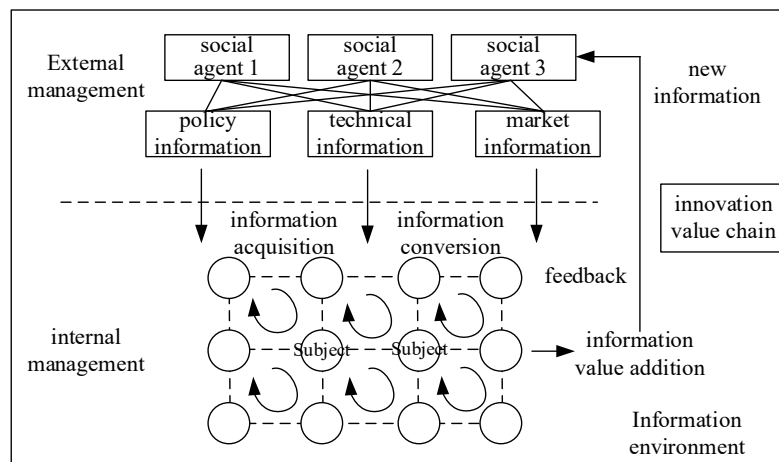 social
agent 1
social
agent 2
social
agent 3
External
management
new
information
policy
information
technical
information
market
information
innovation
value chain
information
acquisition
information
conversion
feedback
internal
management
Subject
Subject
information
value addition
Information
environment